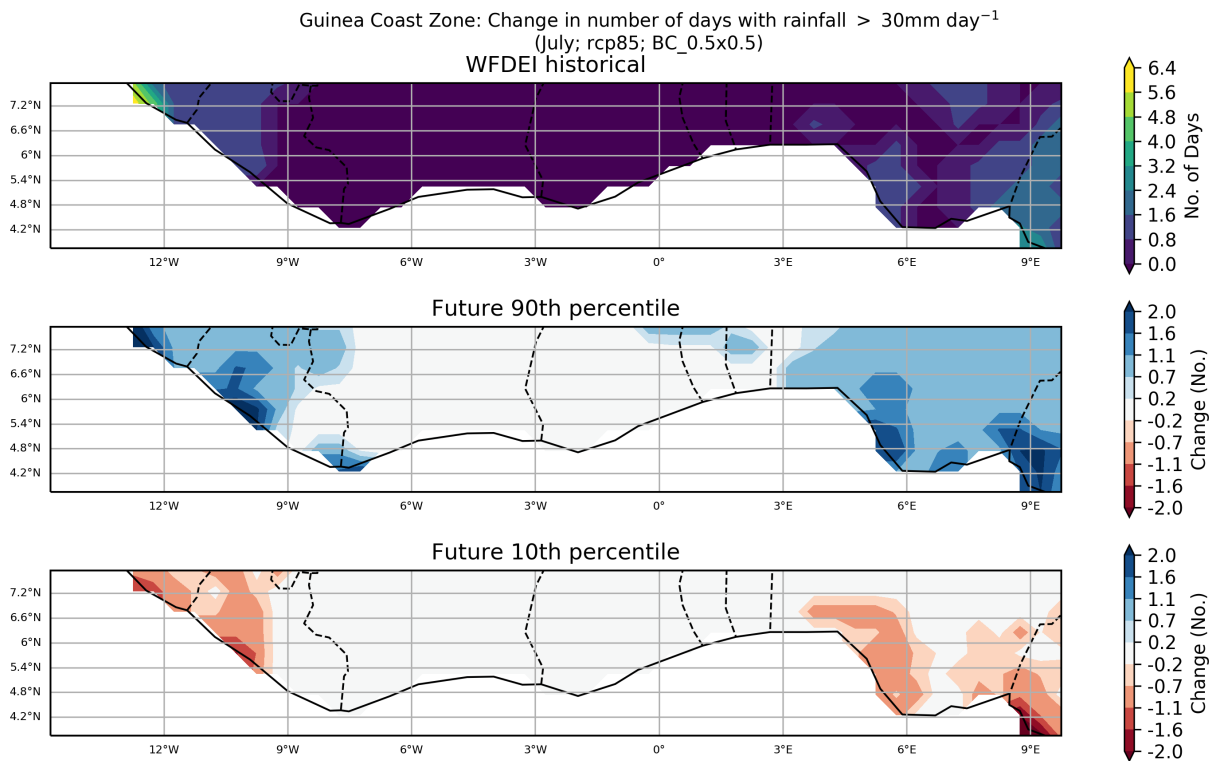 Guinea Coast Zone: Change in number of days with rainfall > 30mm day⁻¹
(July; rcp85; BC_0.5x0.5)
WFDEI historical
7.2°N
6.6°N
6°N
5.4°N
4.8°N
4.2°N
12°W 9°W 6°W 3°W 0° 3°E 6°E 9°E
6.4
5.6
4.8
4.0
3.2
2.4
1.6
0.8
0.0
No. of Days
Future 90th percentile
7.2°N
6.6°N
6°N
5.4°N
4.8°N
4.2°N
12°W 9°W 6°W 3°W 0° 3°E 6°E 9°E
2.0
1.6
1.1
0.7
0.2
-0.2
-0.7
-1.1
-1.6
-2.0
Change (No.)
Future 10th percentile
7.2°N
6.6°N
6°N
5.4°N
4.8°N
4.2°N
12°W 9°W 6°W 3°W 0° 3°E 6°E 9°E
2.0
1.6
1.1
0.7
0.2
-0.2
-0.7
-1.1
-1.6
-2.0
Change (No.)